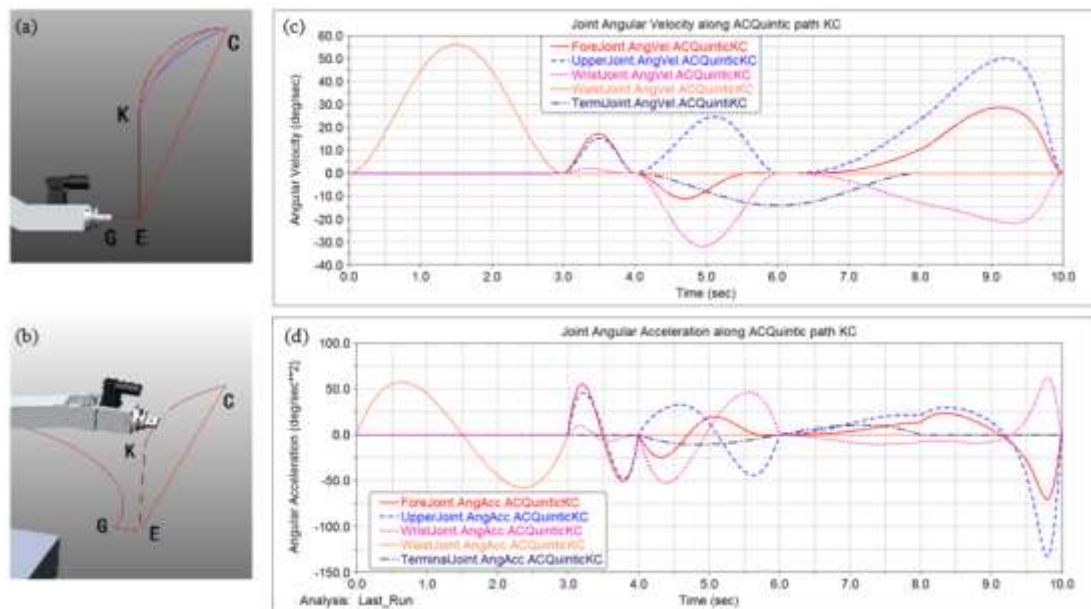 (a)
C
K
G
E
(b)
C
K
G
E
(c)
Joint Angular Velocity along ACQuintic path KC
Angular Velocity (deg/sec)
60.0
50.0
40.0
30.0
20.0
10.0
0.0
-10.0
-20.0
-30.0
-40.0
ForeJoint.AngVel.ACQuinticKC
UpperJoint.AngVel.ACQuinticKC
WristJoint.AngVel.ACQuinticKC
WaistJoint.AngVel.ACQuinticKC
TermiJoint.AngVel.ACQuintiKC
0.0 1.0 2.0 3.0 4.0 5.0 6.0 7.0 8.0 9.0 10.0
Time (sec)
(d)
Joint Angular Acceleration along ACQuintic path KC
Angular Acceleration (deg/sec**2)
100.0
50.0
0.0
-50.0
-100.0
-150.0
ForeJoint.AngAcc.ACQuinticKC
UpperJoint.AngAcc.ACQuinticKC
WristJoint.AngAcc.ACQuinticKC
WaistJoint.AngAcc.ACQuinticKC
TerminalJoint.AngAcc.ACQuinticKC
0.0 1.0 2.0 3.0 4.0 5.0 6.0 7.0 8.0 9.0 10.0
Analysis: Last_Run
Time (sec)